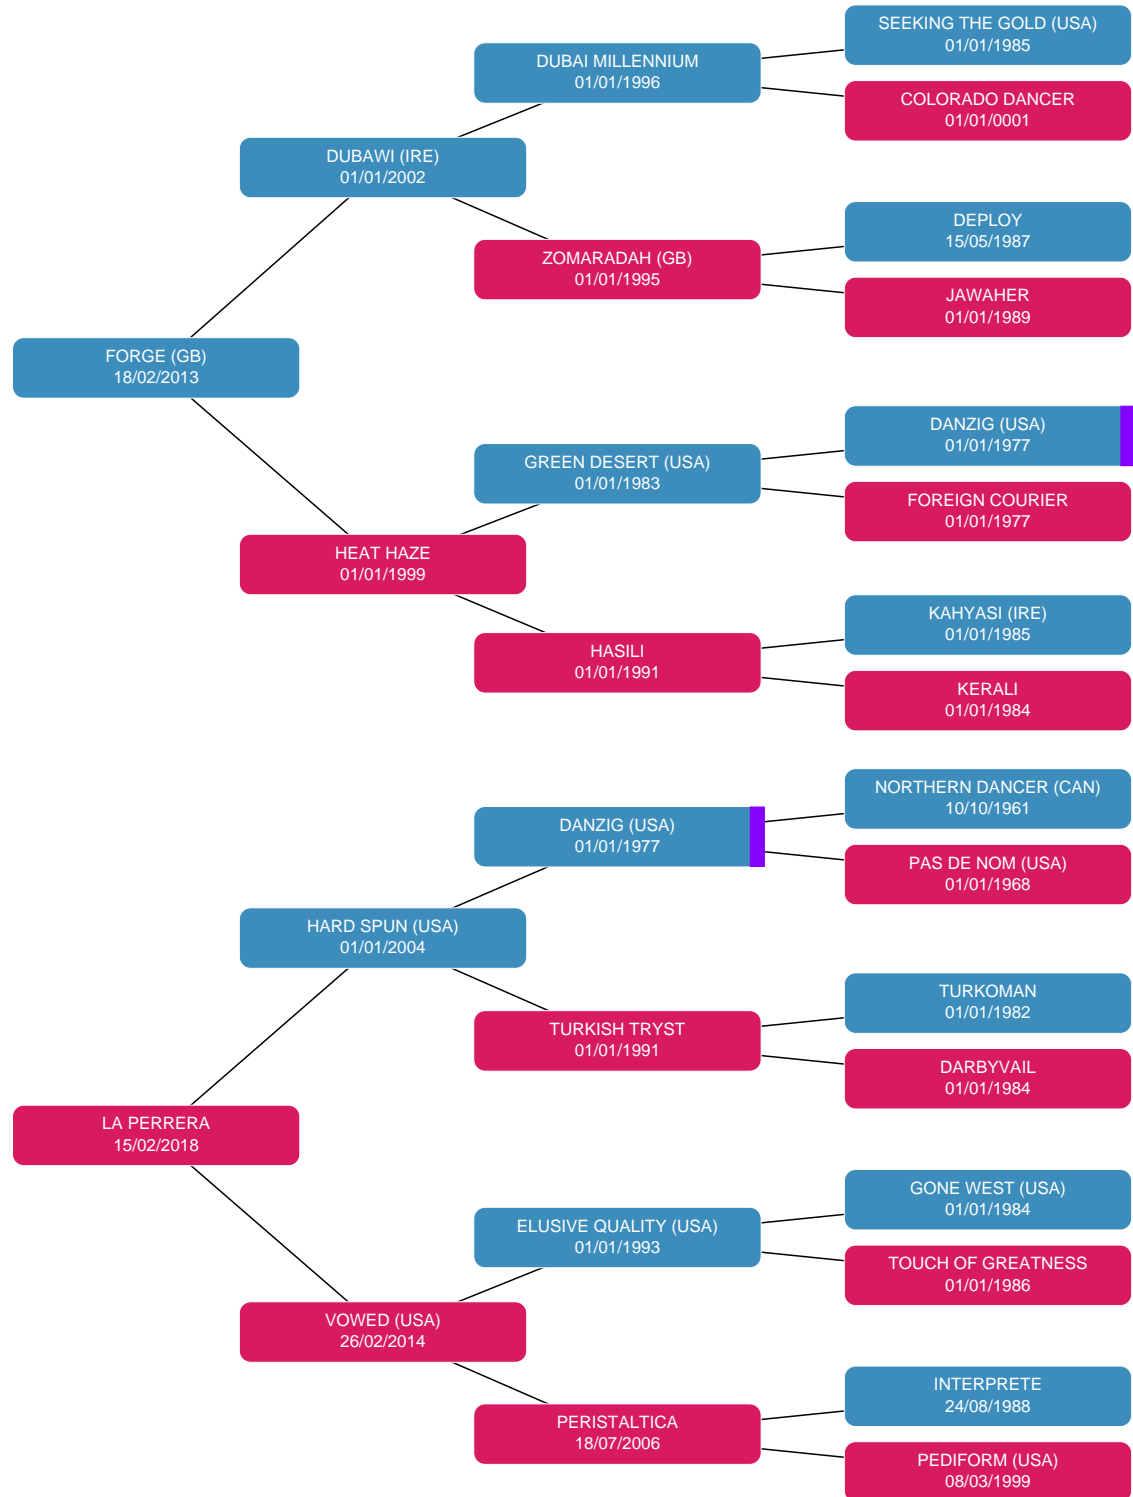 SEEKING THE GOLD (USA)
01/01/1985
DUBAI MILLENNIUM
01/01/1996
COLORADO DANCER
01/01/0001
DUBAWI (IRE)
01/01/2002
DEPLOY
15/05/1987
ZOMARADAH (GB)
01/01/1995
JAWAHER
01/01/1989
FORGE (GB)
18/02/2013
DANZIG (USA)
01/01/1977
GREEN DESERT (USA)
01/01/1983
FOREIGN COURIER
01/01/1977
HEAT HAZE
01/01/1999
KAHYASI (IRE)
01/01/1985
HASILI
01/01/1991
KERALI
01/01/1984
NORTHERN DANCER (CAN)
10/10/1961
DANZIG (USA)
01/01/1977
PAS DE NOM (USA)
01/01/1968
HARD SPUN (USA)
01/01/2004
TURKOMAN
01/01/1982
TURKISH TRYST
01/01/1991
DARBYVAIL
01/01/1984
LA PERRERA
15/02/2018
GONE WEST (USA)
01/01/1984
ELUSIVE QUALITY (USA)
01/01/1993
TOUCH OF GREATNESS
01/01/1986
VOWED (USA)
26/02/2014
INTERPRETE
24/08/1988
PERISTALTICA
18/07/2006
PEDIFORM (USA)
08/03/1999